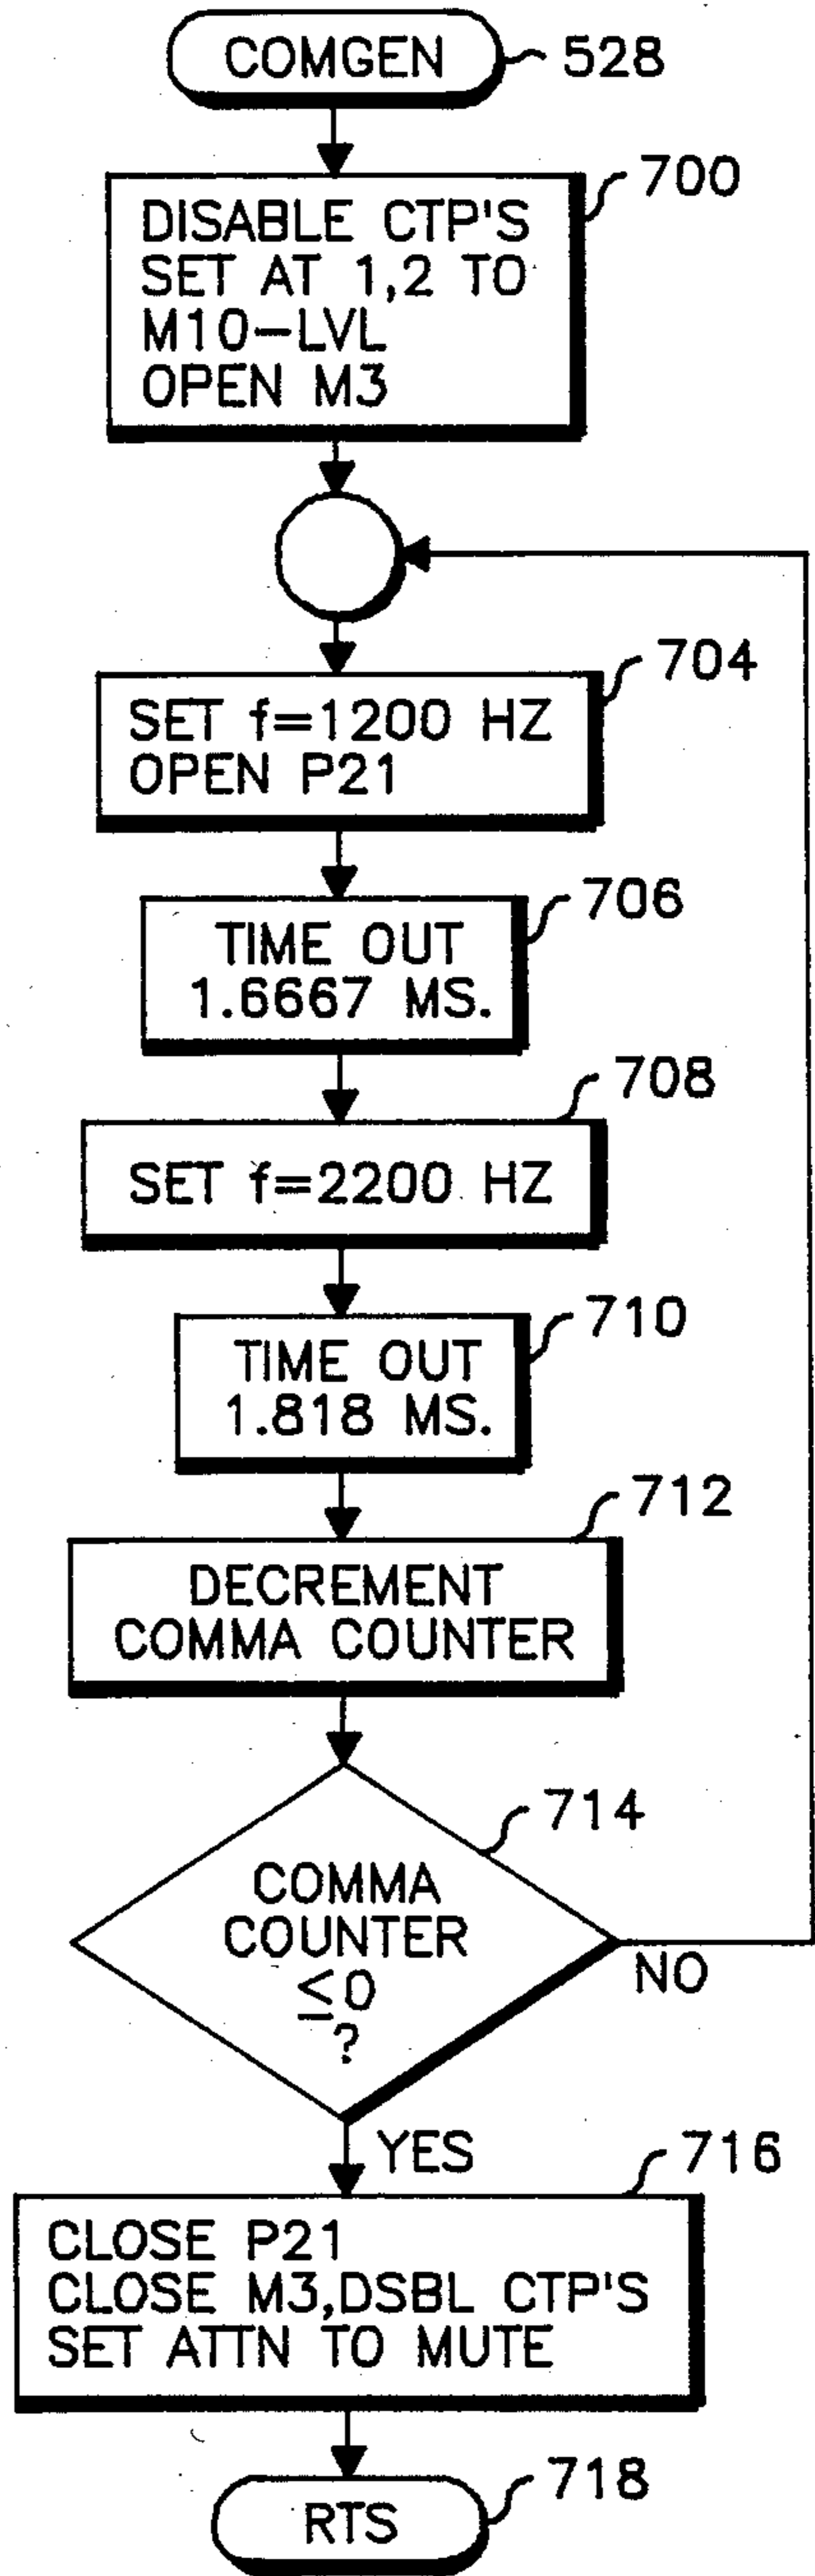 COMGEN
528
700
DISABLE CTP'S
SET AT 1,2 TO
M10-LVL
OPEN M3
704
SET f=1200 HZ
OPEN P21
706
TIME OUT
1.6667 MS.
708
SET f=2200 HZ
710
TIME OUT
1.818 MS.
712
DECREMENT
COMMA COUNTER
714
COMMA
COUNTER
≤0
?
NO
YES
716
CLOSE P21
CLOSE M3,DSBL CTP'S
SET ATTN TO MUTE
718
RTS